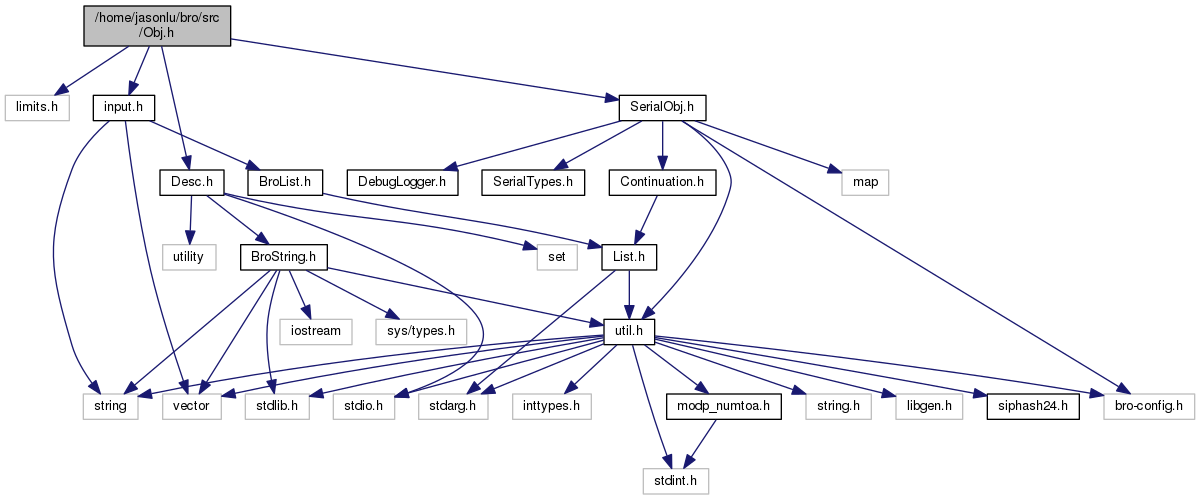 /home/jasonlu/bro/src
/Obj.h
limits.h
input.h
SerialObj.h
Desc.h
BroList.h
DebugLogger.h
SerialTypes.h
Continuation.h
map
utility
BroString.h
set
List.h
iostream
sys/types.h
util.h
string
vector
stdlib.h
stdio.h
stdarg.h
inttypes.h
modp_numtoa.h
string.h
libgen.h
siphash24.h
bro-config.h
stdint.h